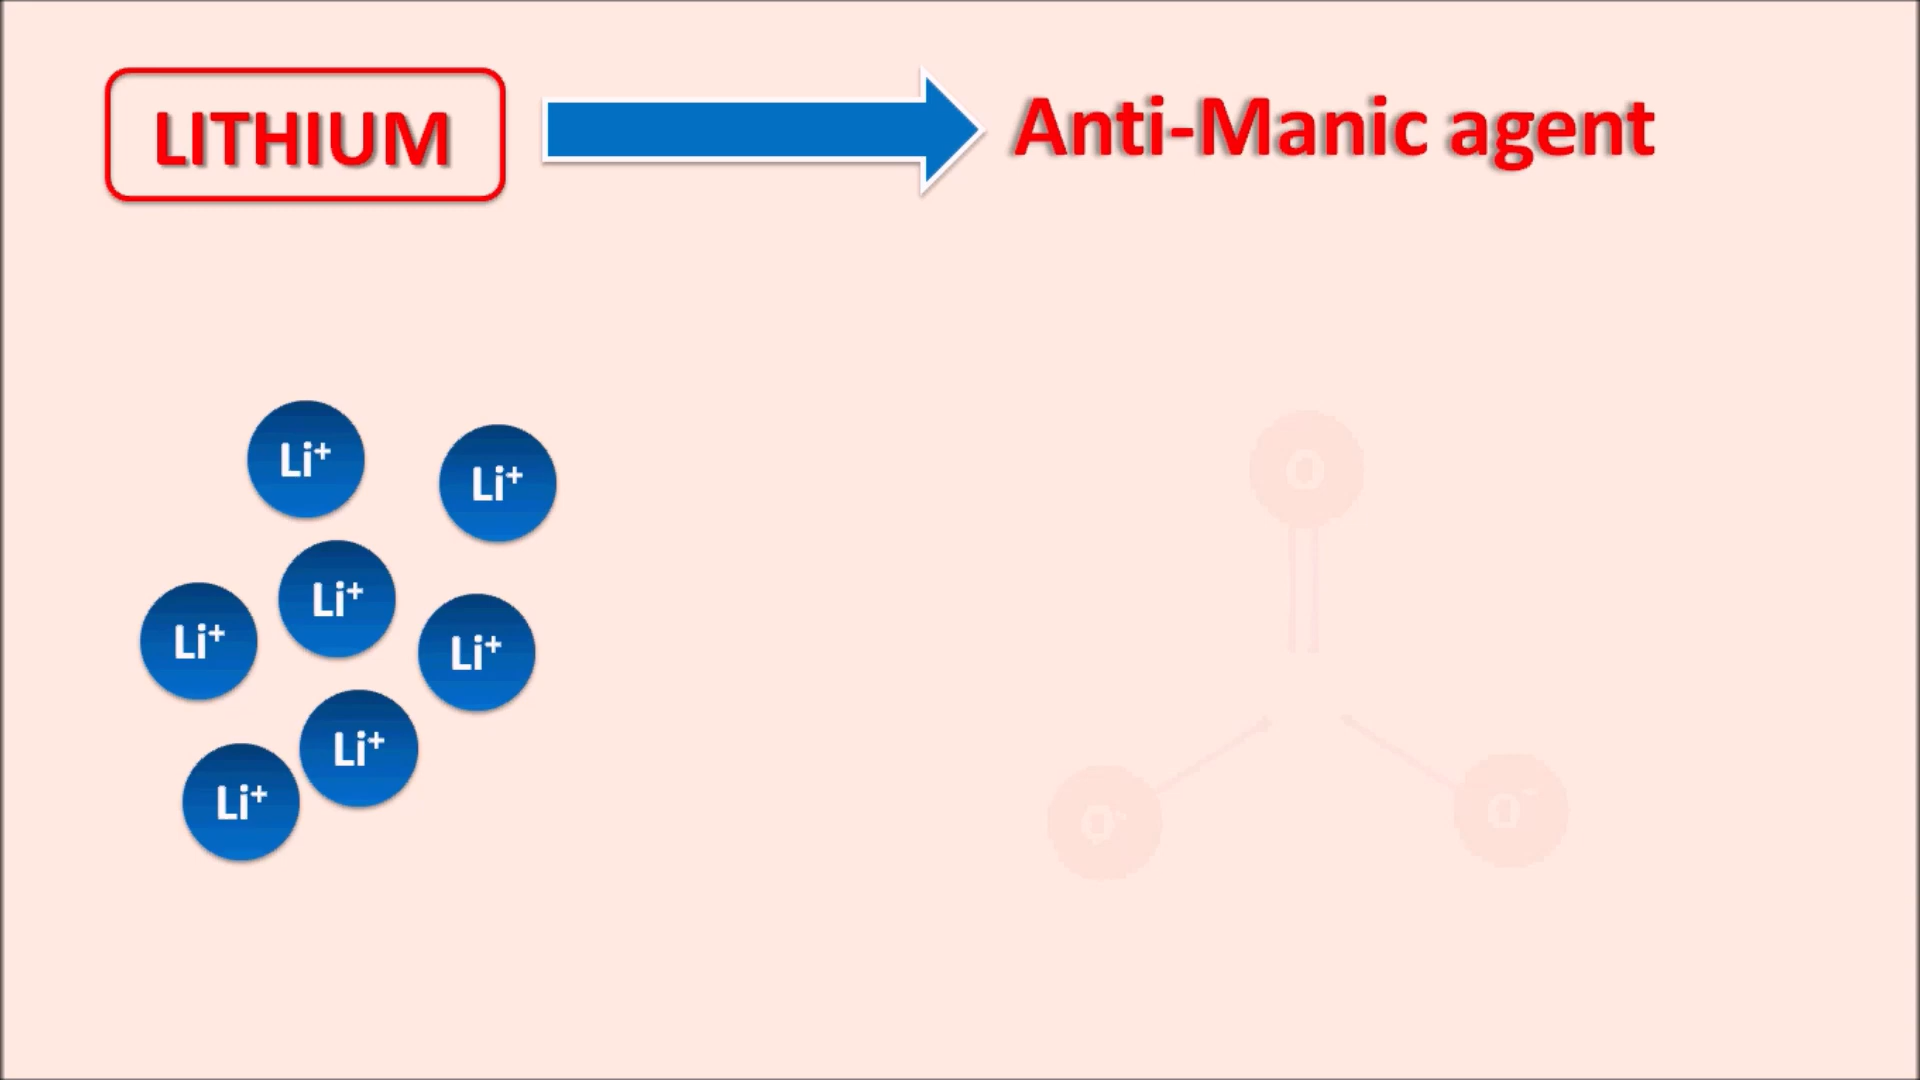 LITHIUM
Anti-Manic agent
Li⁺
Li⁺
Li⁺
Li⁺
Li⁺
Li⁺
Li⁺
O
O⁻
O⁻